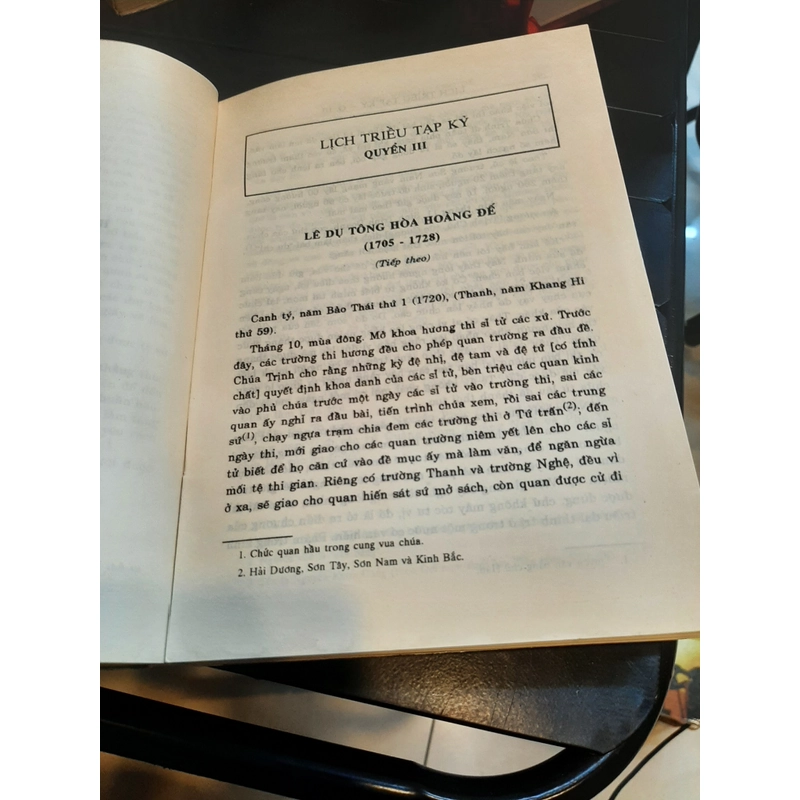 LỊCH TRIỀU TẠP KỶ
QUYỂN III
LÊ DỤ TÔNG HÒA HOÀNG ĐẾ
(1705 - 1728)
(Tiếp theo)
Canh tý, năm Bảo Thái thứ 1 (1720), (Thanh, năm Khang Hi
thứ 59).
Tháng 10, mùa đông. Mở khoa hương thi sĩ tử các xứ. Trước
đây, các trường thi hương đều cho phép quan trường ra đầu đề.
Chúa Trịnh cho rằng những kỳ đệ nhị, đệ tam và đệ tứ [có tính
chất] quyết định khoa danh của các sĩ tử, bèn triệu các quan kinh
vào phủ chúa trước một ngày các sĩ tử vào trường thi, sai các
quan ấy nghĩ ra đầu bài, tiến trình chúa xem, rồi sai các trung
sứ(1), chạy ngựa trạm chia đem các trường thi ở Tứ trấn(2); đến
ngày thi, mới giao cho các quan trường niêm yết lên cho các sĩ
tử biết để họ căn cứ vào đề mục ấy mà làm văn, để ngăn ngừa
mối tệ thi gian. Riêng có trường Thanh và trường Nghệ, đều vì
ở xa, sẽ giao cho quan hiến sát sứ mở sách, còn quan được cử đi
1. Chức quan hầu trong cung vua chúa.
2. Hải Dương, Sơn Tây, Sơn Nam và Kinh Bắc.